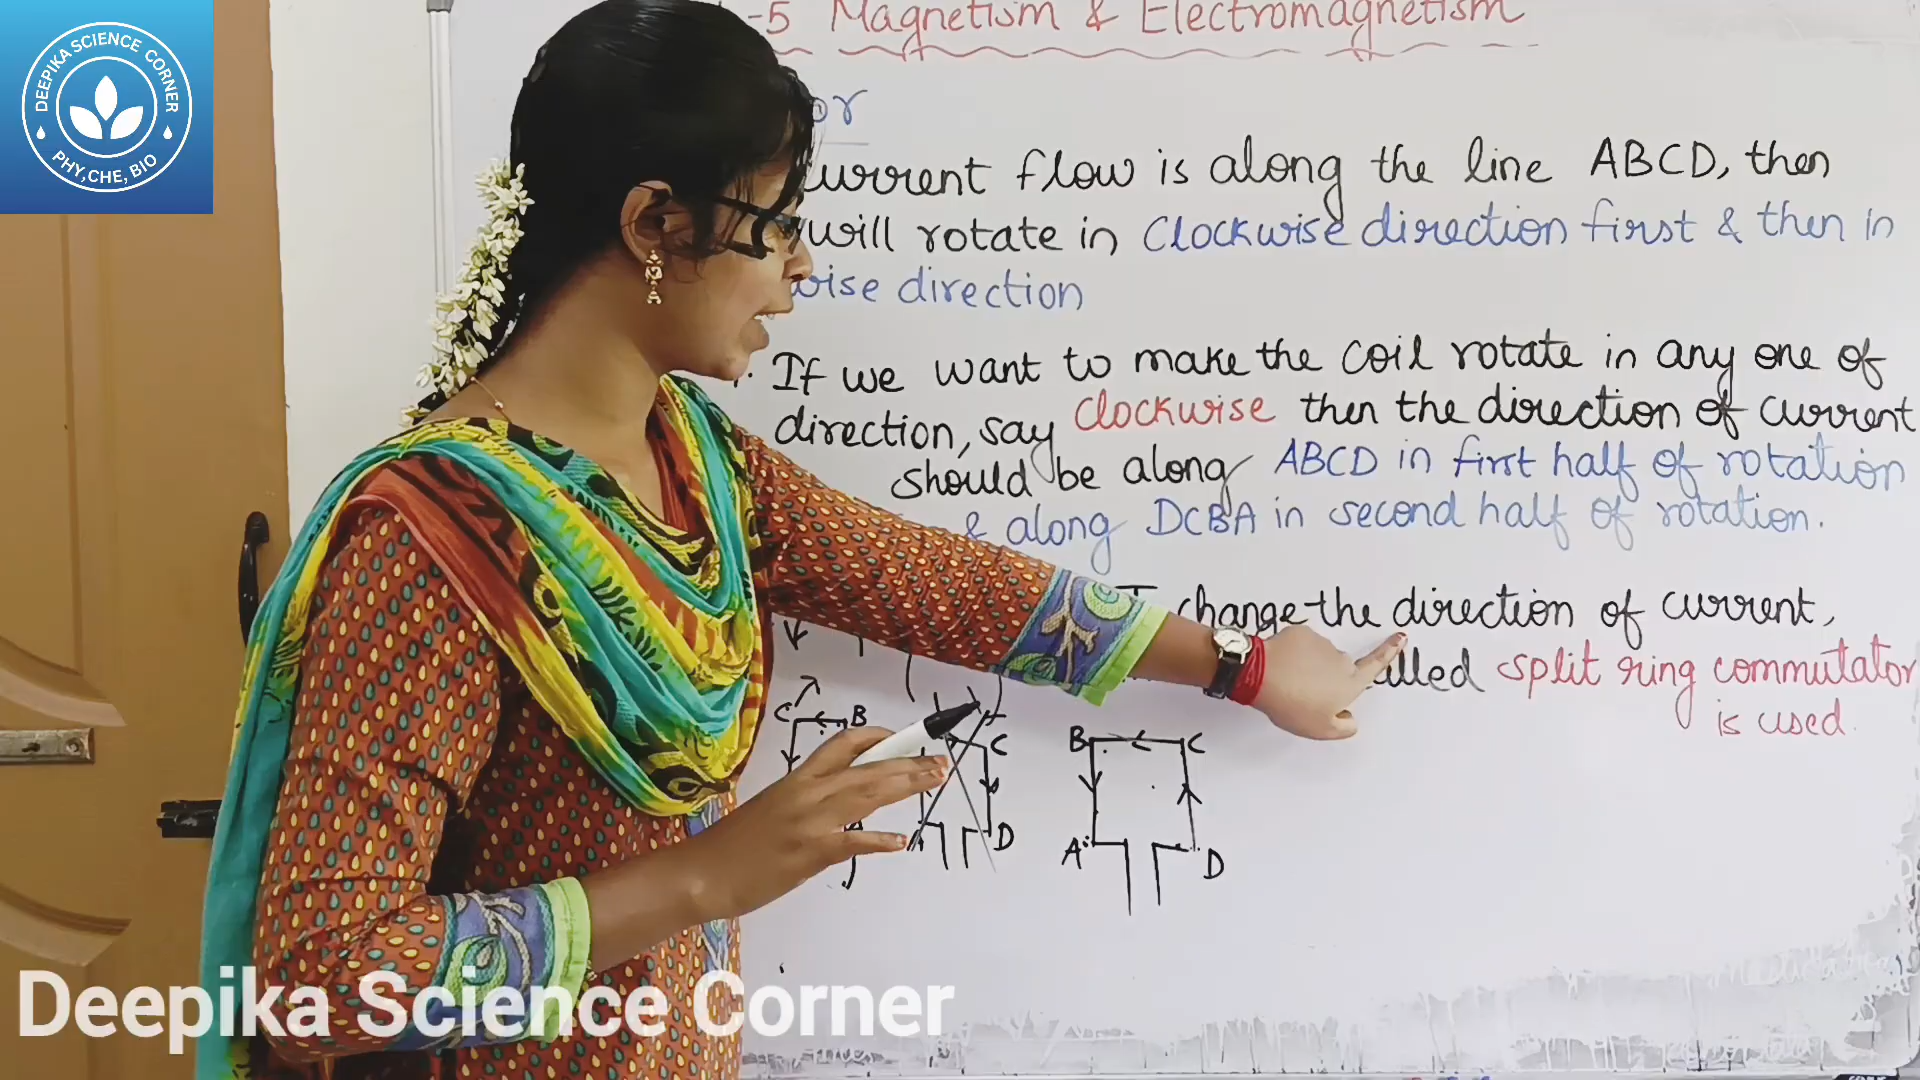 DEEPIKA SCIENCE CORNER
PHY,CHE, BIO
-5 Magnetism & Electromagnetism
or
current flow is along the line ABCD, then
will rotate in Clockwise direction first & then in
wise direction
If we want to make the coil rotate in any one of
direction, say clockwise then the direction of current
should be along ABCD in first half of rotation
& along DCBA in second half of rotation.
change the direction of current,
split ring commutator
is used.
C B
C
D
B C
A D
Deepika Science Corner